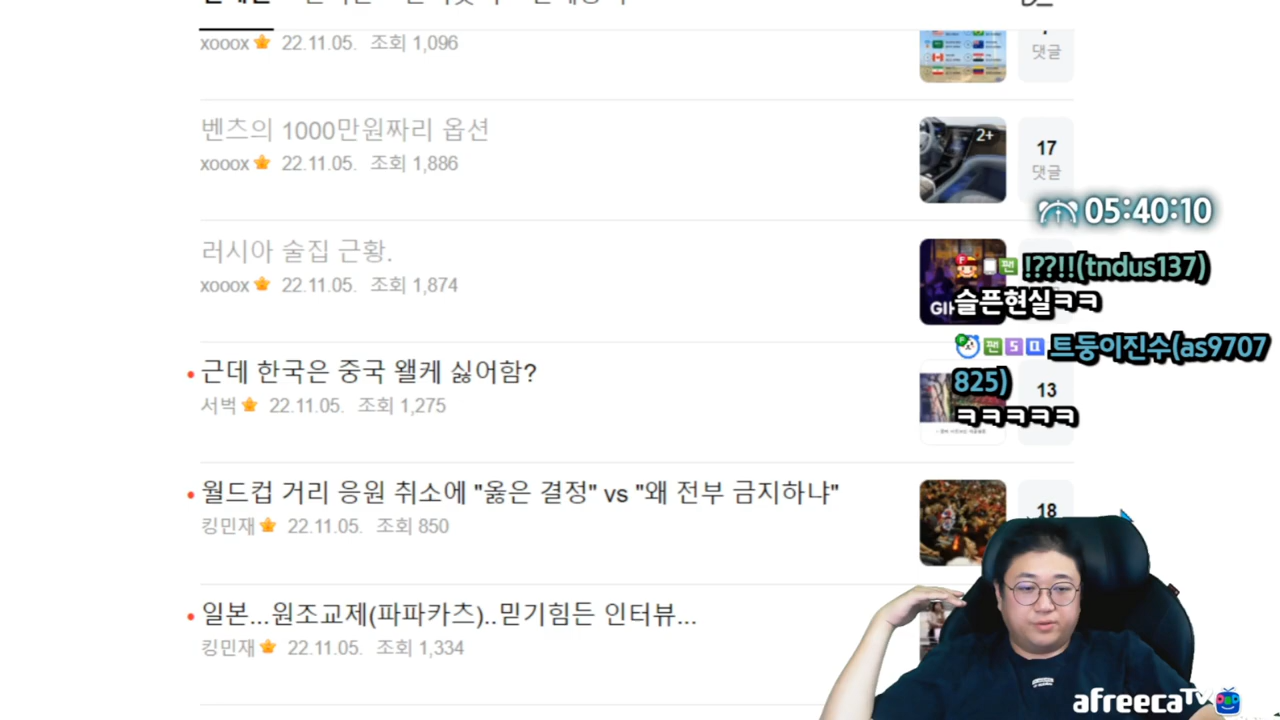 xooox 22.11.05. 조회 1,096
댓글
벤츠의 1000만원짜리 옵션
xooox 22.11.05. 조회 1,886
2+
17
댓글
05:40:10
러시아 술집 근황.
xooox 22.11.05. 조회 1,874
GIF
팬 !??!!(tndus137)
슬픈현실ㅋㅋ
팬 트둥이진수(as9707
825)
ㅋㅋㅋㅋㅋ
근데 한국은 중국 왤케 싫어함?
서벅 22.11.05. 조회 1,275
13
월드컵 거리 응원 취소에 "옳은 결정" vs "왜 전부 금지하냐"
킹민재 22.11.05. 조회 850
18
일본...원조교제(파파카츠)..믿기힘든 인터뷰...
킹민재 22.11.05. 조회 1,334
afreecaTV